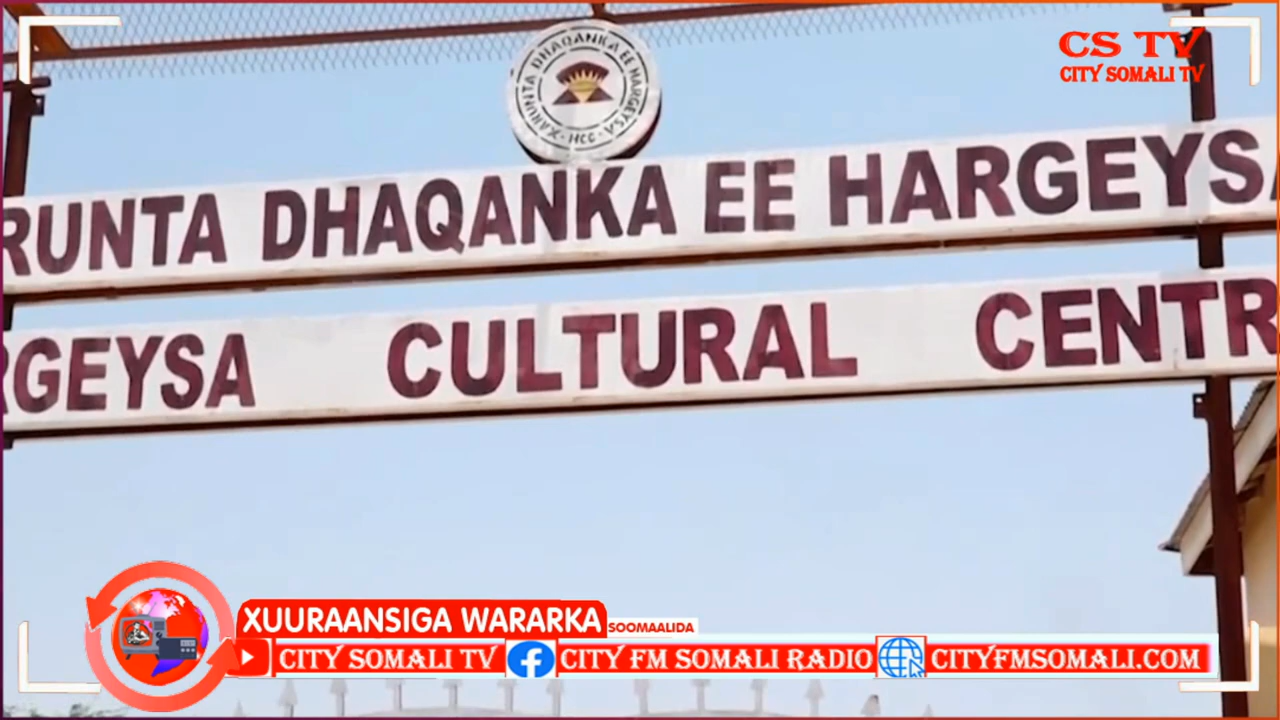 CS TV
CITY SOMALI TV
XARUNTA DHAQANKA EE HARGEYSA
· HCC ·
RUNTA DHAQANKA EE HARGEYSA
RGEYSA CULTURAL CENTR
XUURAANSIGA WARARKA
SOOMAALIDA
CITY SOMALI TV CITY FM SOMALI RADIO CITYFMSOMALI.COM